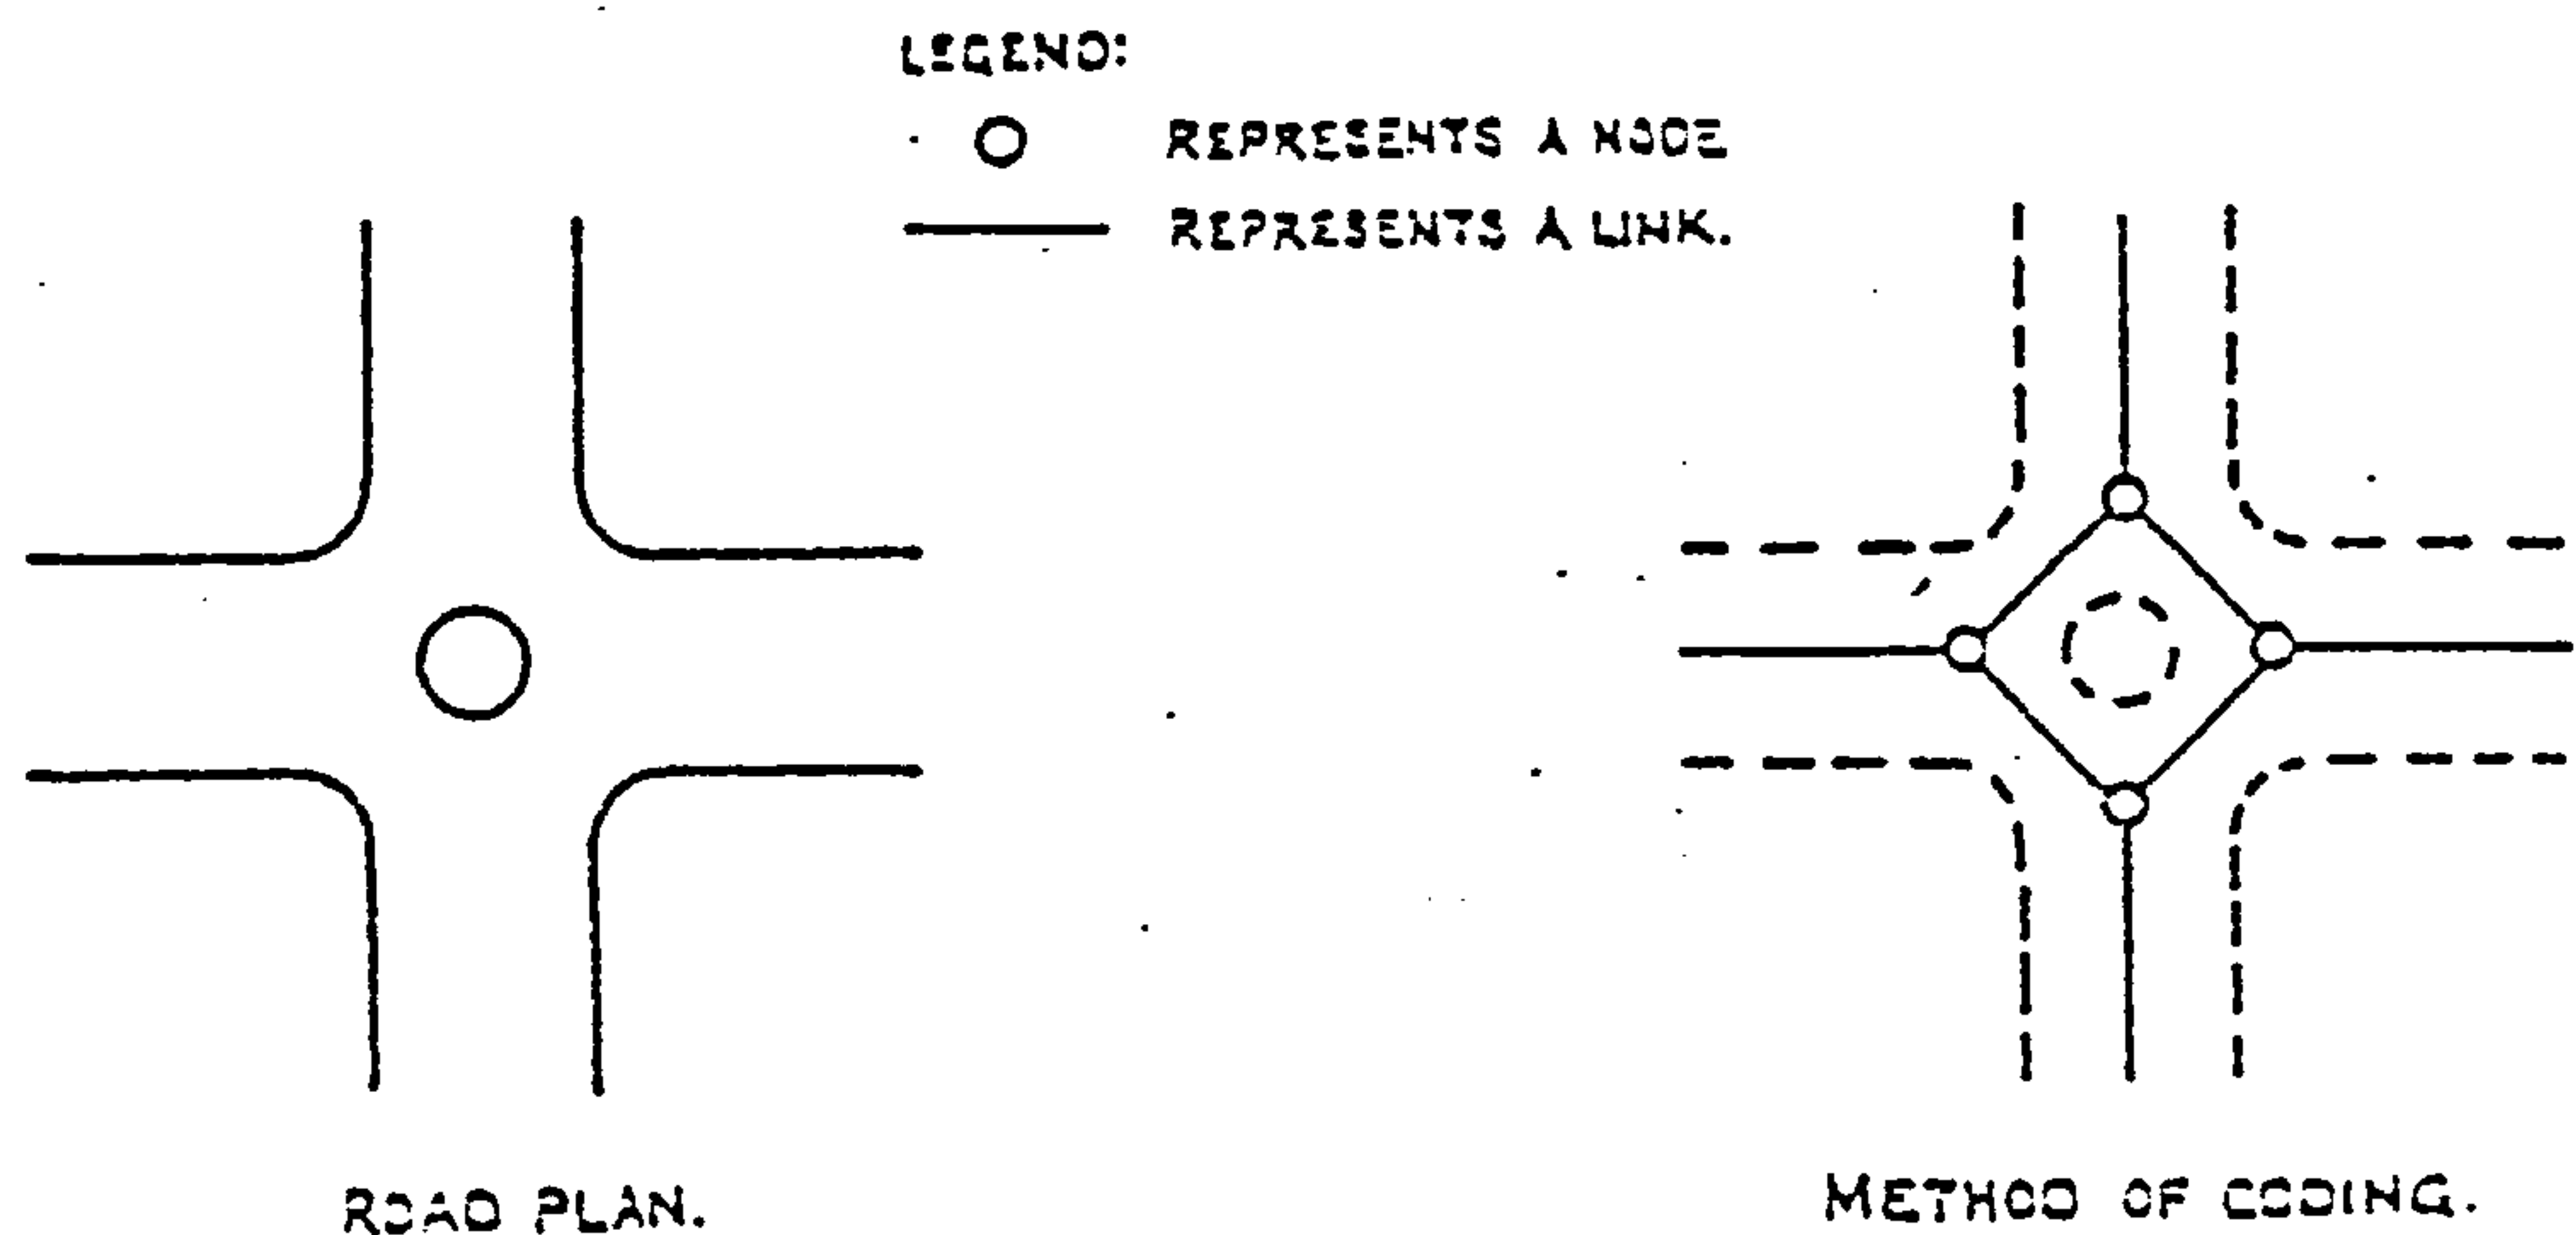 LEGEND:
REPRESENTS A NODE
REPRESENTS A LINK.
ROAD PLAN.
METHOD OF CODING.